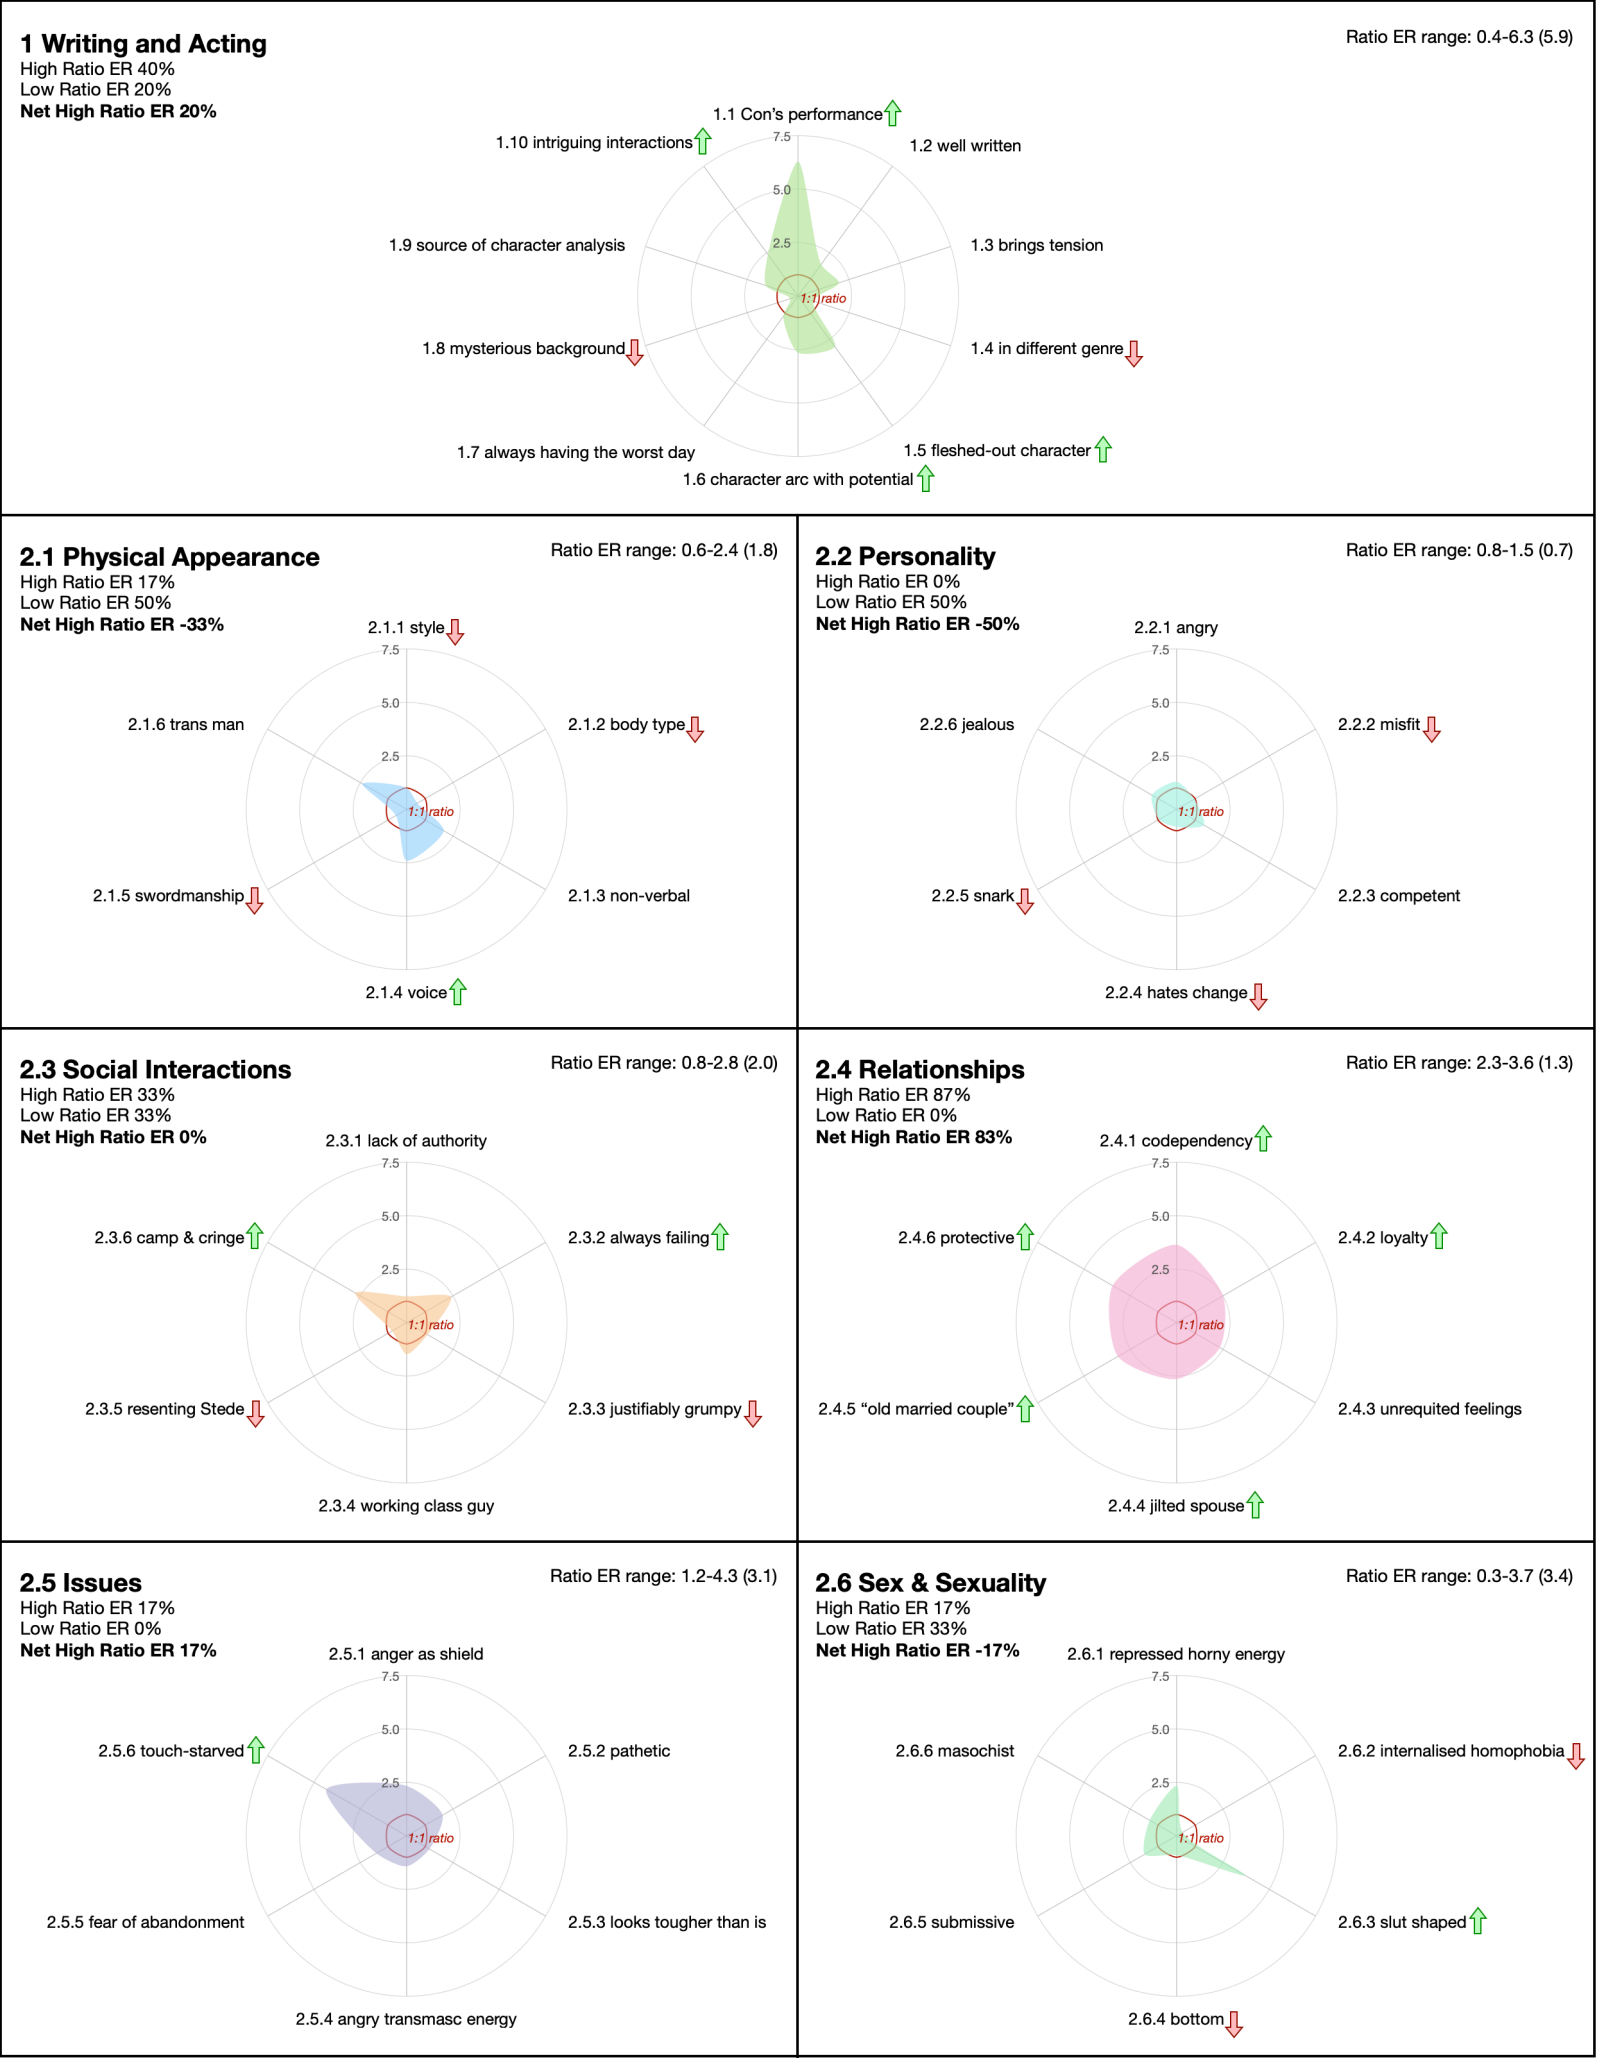 1 Writing and Acting
High Ratio ER 40%
Low Ratio ER 20%
Net High Ratio ER 20%
Ratio ER range: 0.4-6.3 (5.9)
1.1 Con’s performance
1.10 intriguing interactions
1.2 well written
7.5
5.0
2.5
1:1 ratio
1.9 source of character analysis
1.3 brings tension
1.8 mysterious background
1.4 in different genre
1.7 always having the worst day
1.5 fleshed-out character
1.6 character arc with potential
2.1 Physical Appearance
High Ratio ER 17%
Low Ratio ER 50%
Net High Ratio ER -33%
Ratio ER range: 0.6-2.4 (1.8)
2.1.1 style
7.5
5.0
2.5
1:1 ratio
2.1.6 trans man
2.1.2 body type
2.1.5 swordmanship
2.1.3 non-verbal
2.1.4 voice
2.2 Personality
High Ratio ER 0%
Low Ratio ER 50%
Net High Ratio ER -50%
Ratio ER range: 0.8-1.5 (0.7)
2.2.1 angry
7.5
5.0
2.5
1:1 ratio
2.2.6 jealous
2.2.2 misfit
2.2.5 snark
2.2.3 competent
2.2.4 hates change
2.3 Social Interactions
High Ratio ER 33%
Low Ratio ER 33%
Net High Ratio ER 0%
Ratio ER range: 0.8-2.8 (2.0)
2.3.1 lack of authority
7.5
5.0
2.5
1:1 ratio
2.3.6 camp & cringe
2.3.2 always failing
2.3.5 resenting Stede
2.3.3 justifiably grumpy
2.3.4 working class guy
2.4 Relationships
High Ratio ER 87%
Low Ratio ER 0%
Net High Ratio ER 83%
Ratio ER range: 2.3-3.6 (1.3)
2.4.1 codependency
7.5
5.0
2.5
1:1 ratio
2.4.6 protective
2.4.2 loyalty
2.4.5 “old married couple”
2.4.3 unrequited feelings
2.4.4 jilted spouse
2.5 Issues
High Ratio ER 17%
Low Ratio ER 0%
Net High Ratio ER 17%
Ratio ER range: 1.2-4.3 (3.1)
2.5.1 anger as shield
7.5
5.0
2.5
1:1 ratio
2.5.6 touch-starved
2.5.2 pathetic
2.5.5 fear of abandonment
2.5.3 looks tougher than is
2.5.4 angry transmasc energy
2.6 Sex & Sexuality
High Ratio ER 17%
Low Ratio ER 33%
Net High Ratio ER -17%
Ratio ER range: 0.3-3.7 (3.4)
2.6.1 repressed horny energy
7.5
5.0
2.5
1:1 ratio
2.6.6 masochist
2.6.2 internalised homophobia
2.6.5 submissive
2.6.3 slut shaped
2.6.4 bottom